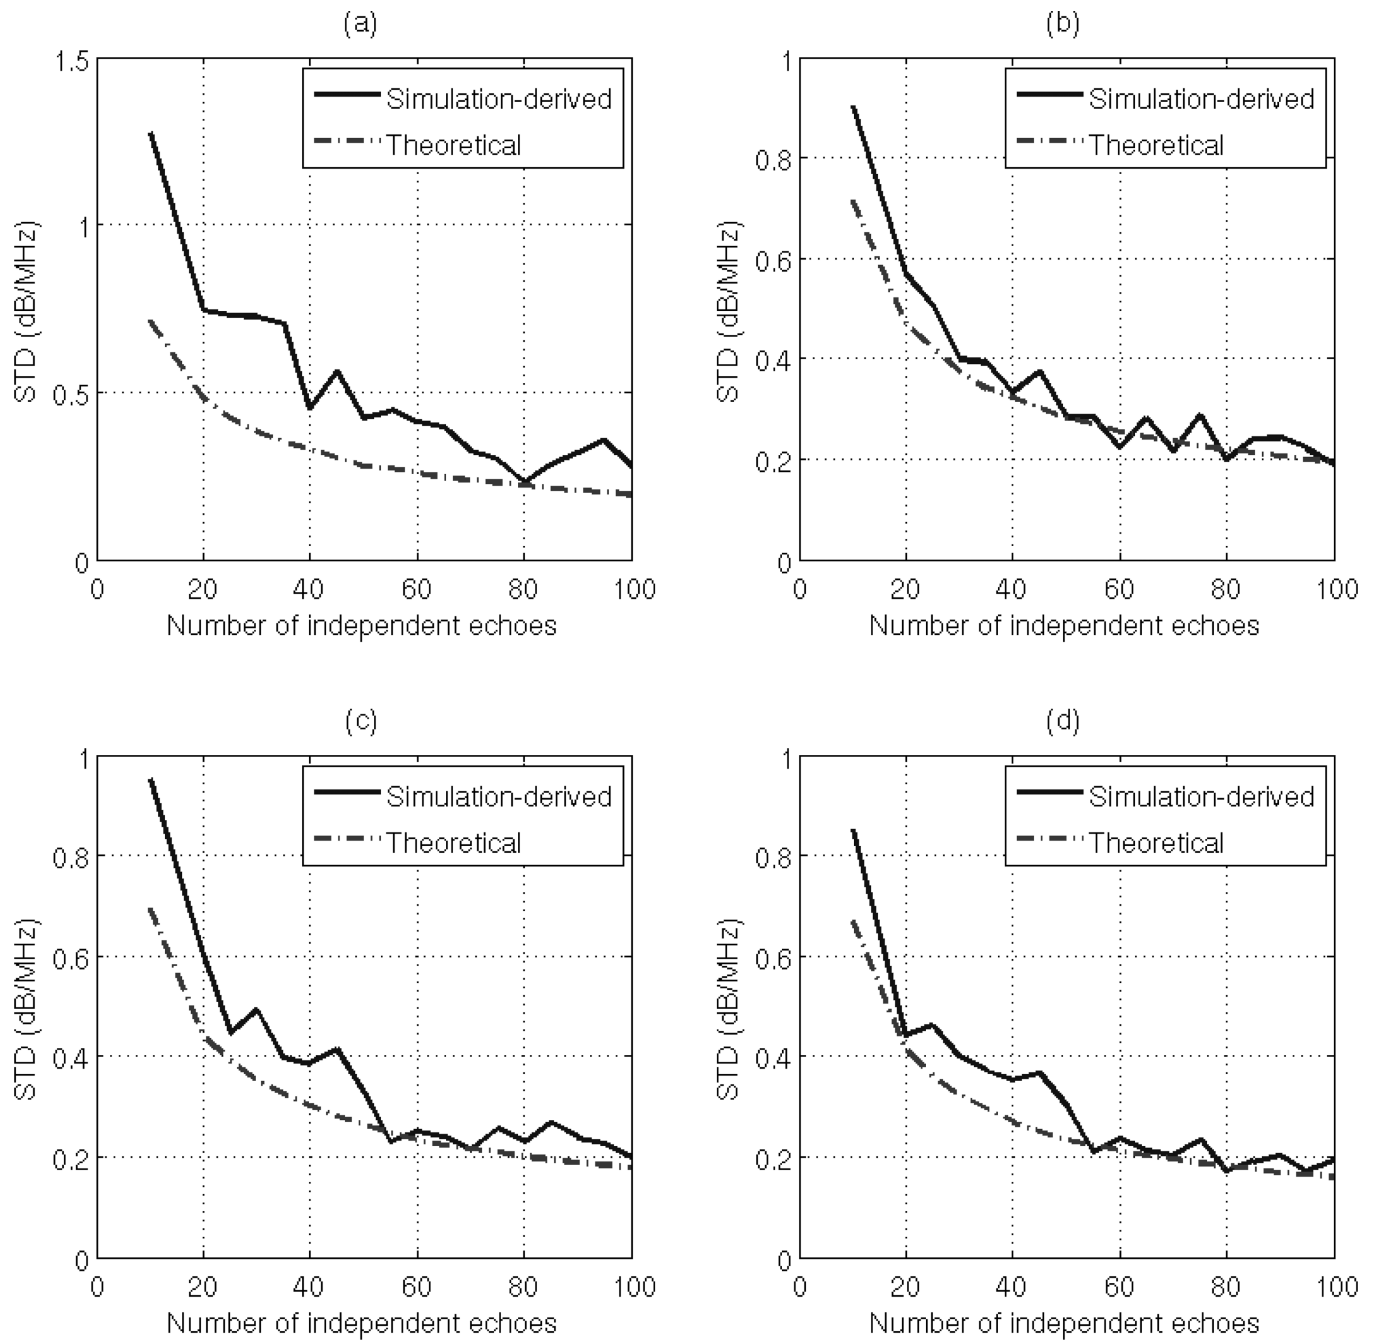 (a)
1.5
1
0.5
0
STD (dB/MHz)
Simulation-derived
Theoretical
0 20 40 60 80 100
Number of independent echoes
(b)
1
0.8
0.6
0.4
0.2
0
STD (dB/MHz)
Simulation-derived
Theoretical
0 20 40 60 80 100
Number of independent echoes
(c)
1
0.8
0.6
0.4
0.2
0
STD (dB/MHz)
Simulation-derived
Theoretical
0 20 40 60 80 100
Number of independent echoes
(d)
1
0.8
0.6
0.4
0.2
0
STD (dB/MHz)
Simulation-derived
Theoretical
0 20 40 60 80 100
Number of independent echoes